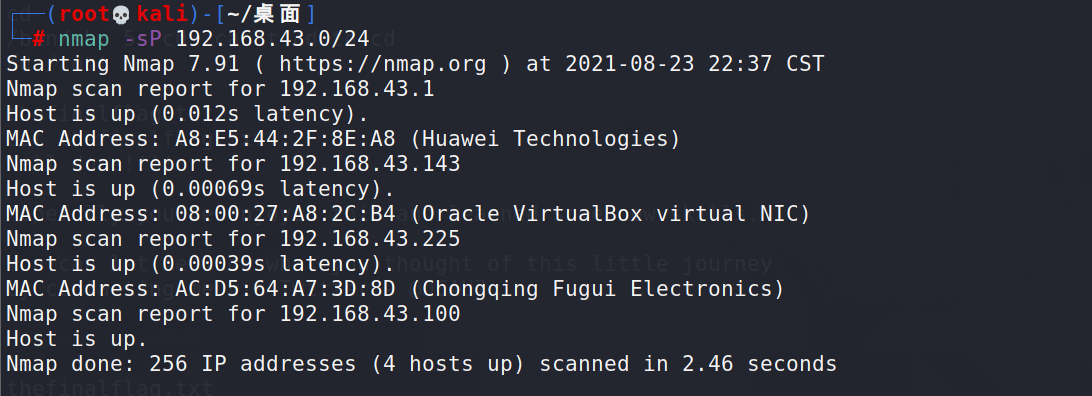 (root💀kali)-[~/桌面]
# nmap -sP 192.168.43.0/24
Starting Nmap 7.91 ( https://nmap.org ) at 2021-08-23 22:37 CST
Nmap scan report for 192.168.43.1
Host is up (0.012s latency).
MAC Address: A8:E5:44:2F:8E:A8 (Huawei Technologies)
Nmap scan report for 192.168.43.143
Host is up (0.00069s latency).
MAC Address: 08:00:27:A8:2C:B4 (Oracle VirtualBox virtual NIC)
Nmap scan report for 192.168.43.225
Host is up (0.00039s latency).
MAC Address: AC:D5:64:A7:3D:8D (Chongqing Fugui Electronics)
Nmap scan report for 192.168.43.100
Host is up.
Nmap done: 256 IP addresses (4 hosts up) scanned in 2.46 seconds
thefinalflag.txt